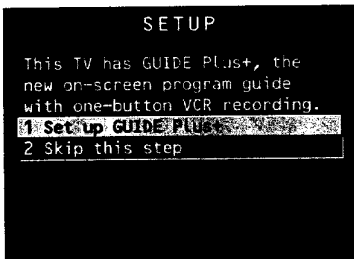 SETUP
This TV has GUIDE Plus+, the
new on-screen program guide
with one-button VCR recording.
1 Set up GUIDE Plus+
2 Skip this step